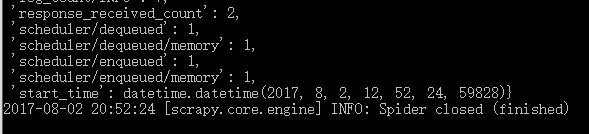 'response_received_count': 2,
'scheduler/dequeued': 1,
'scheduler/dequeued/memory': 1,
'scheduler/enqueued': 1,
'scheduler/enqueued/memory': 1,
'start_time': datetime.datetime(2017, 8, 2, 12, 52, 24, 59828)}
2017-08-02 20:52:24 [scrapy.core.engine] INFO: Spider closed (finished)